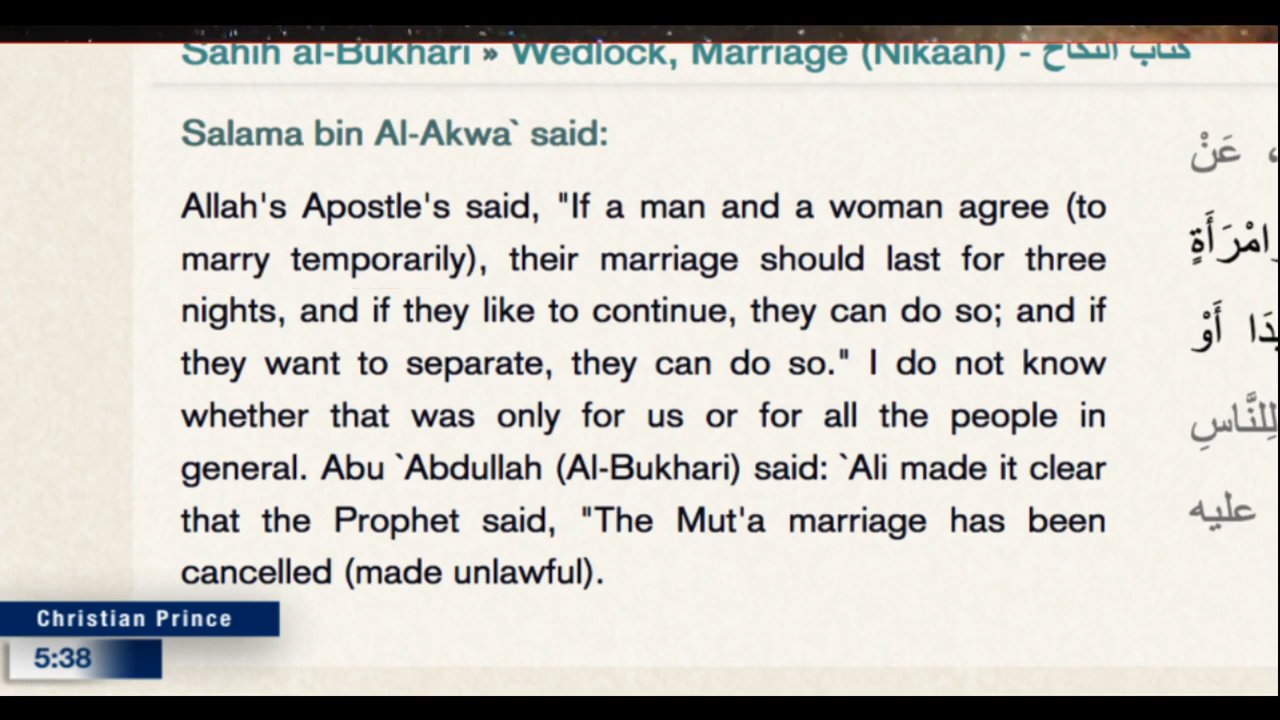 Sahih al-Bukhari » Wedlock, Marriage (Nikaah) - كتاب النكاح
Salama bin Al-Akwa` said:
Allah's Apostle's said, "If a man and a woman agree (to
marry temporarily), their marriage should last for three
nights, and if they like to continue, they can do so; and if
they want to separate, they can do so." I do not know
whether that was only for us or for all the people in
general. Abu `Abdullah (Al-Bukhari) said: `Ali made it clear
that the Prophet said, "The Mut'a marriage has been
cancelled (made unlawful).
، عَنْ
امْرَأَةٍ
أَوْ
لِلنَّاسِ
عليه
Christian Prince
5:38